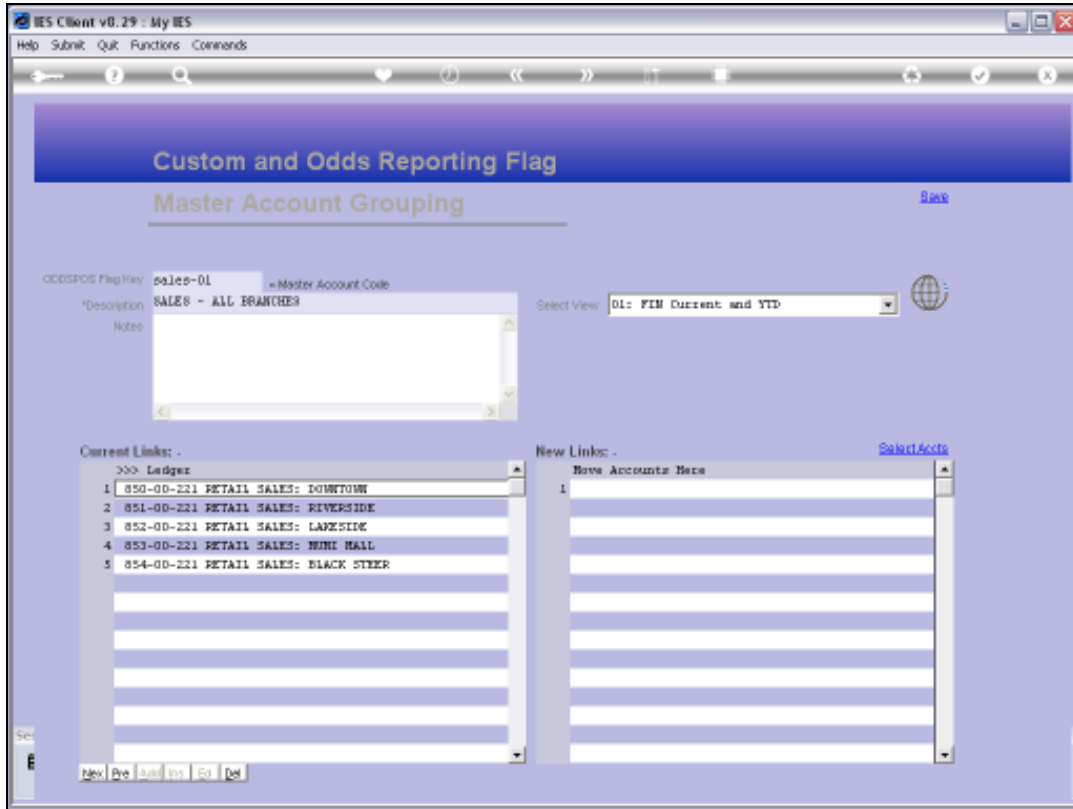 IES Client v8.29 : My IES
Help Submit Quit Functions Commands
Custom and Odds Reporting Flag
Master Account Grouping
Save
ODDSPOS Flag Key sales-01 = Master Account Code
*Description SALES - ALL BRANCHES
Select View 01: FIN Current and YTD
Notes
Current Links: -
New Links: -
Select Accts
>>> Ledger
Move Accounts Here
1 850-00-221 RETAIL SALES: DOWNTOWN
1
2 851-00-221 RETAIL SALES: RIVERSIDE
3 852-00-221 RETAIL SALES: LAKESIDE
4 853-00-221 RETAIL SALES: MUMI MALL
5 854-00-221 RETAIL SALES: BLACK STEER
Nex Pre Add Ins Ed Del